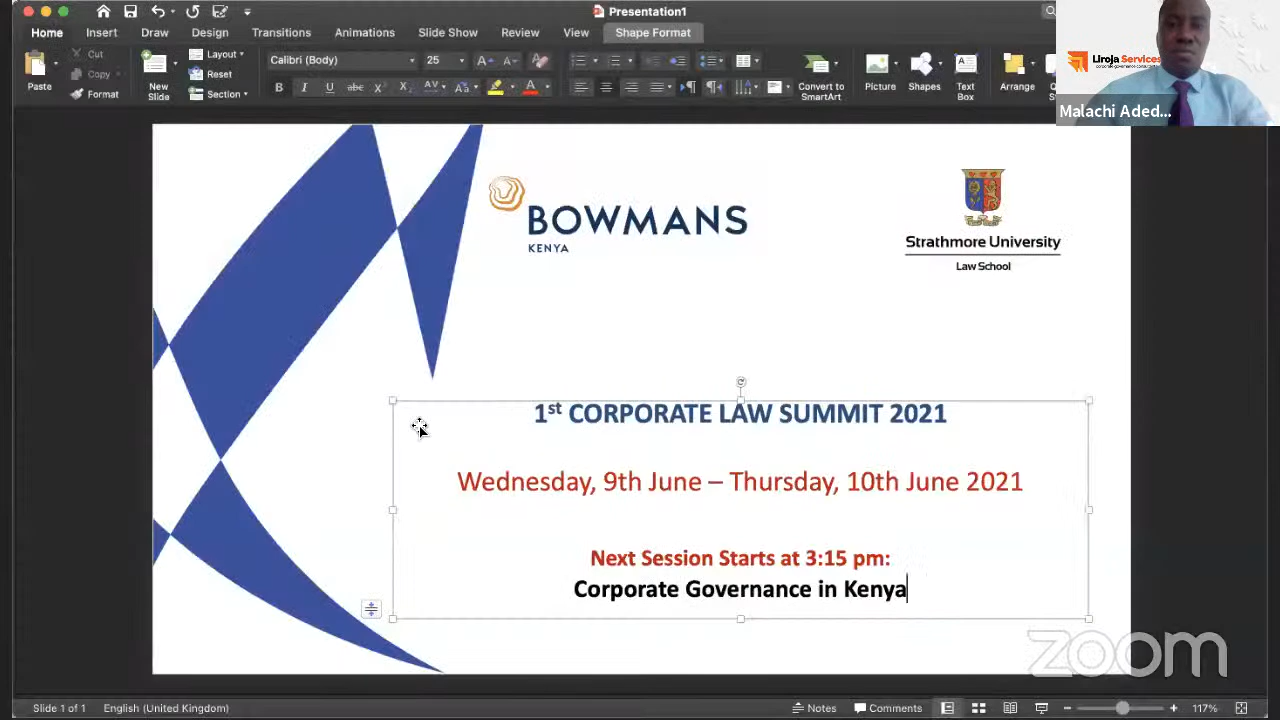 Presentation1
Home Insert Draw Design Transitions Animations Slide Show Review View Shape Format
Paste
Cut
Copy
Format
New Slide
Layout
Reset
Section
Calibri (Body) 25
Convert to SmartArt
Picture
Shapes
Text Box
Arrange
Liroja Services
Malachi Aded...
BOWMANS
KENYA
Strathmore University
Law School
1st CORPORATE LAW SUMMIT 2021
Wednesday, 9th June – Thursday, 10th June 2021
Next Session Starts at 3:15 pm:
Corporate Governance in Kenya
zoom
Slide 1 of 1 English (United Kingdom) Notes Comments 117%